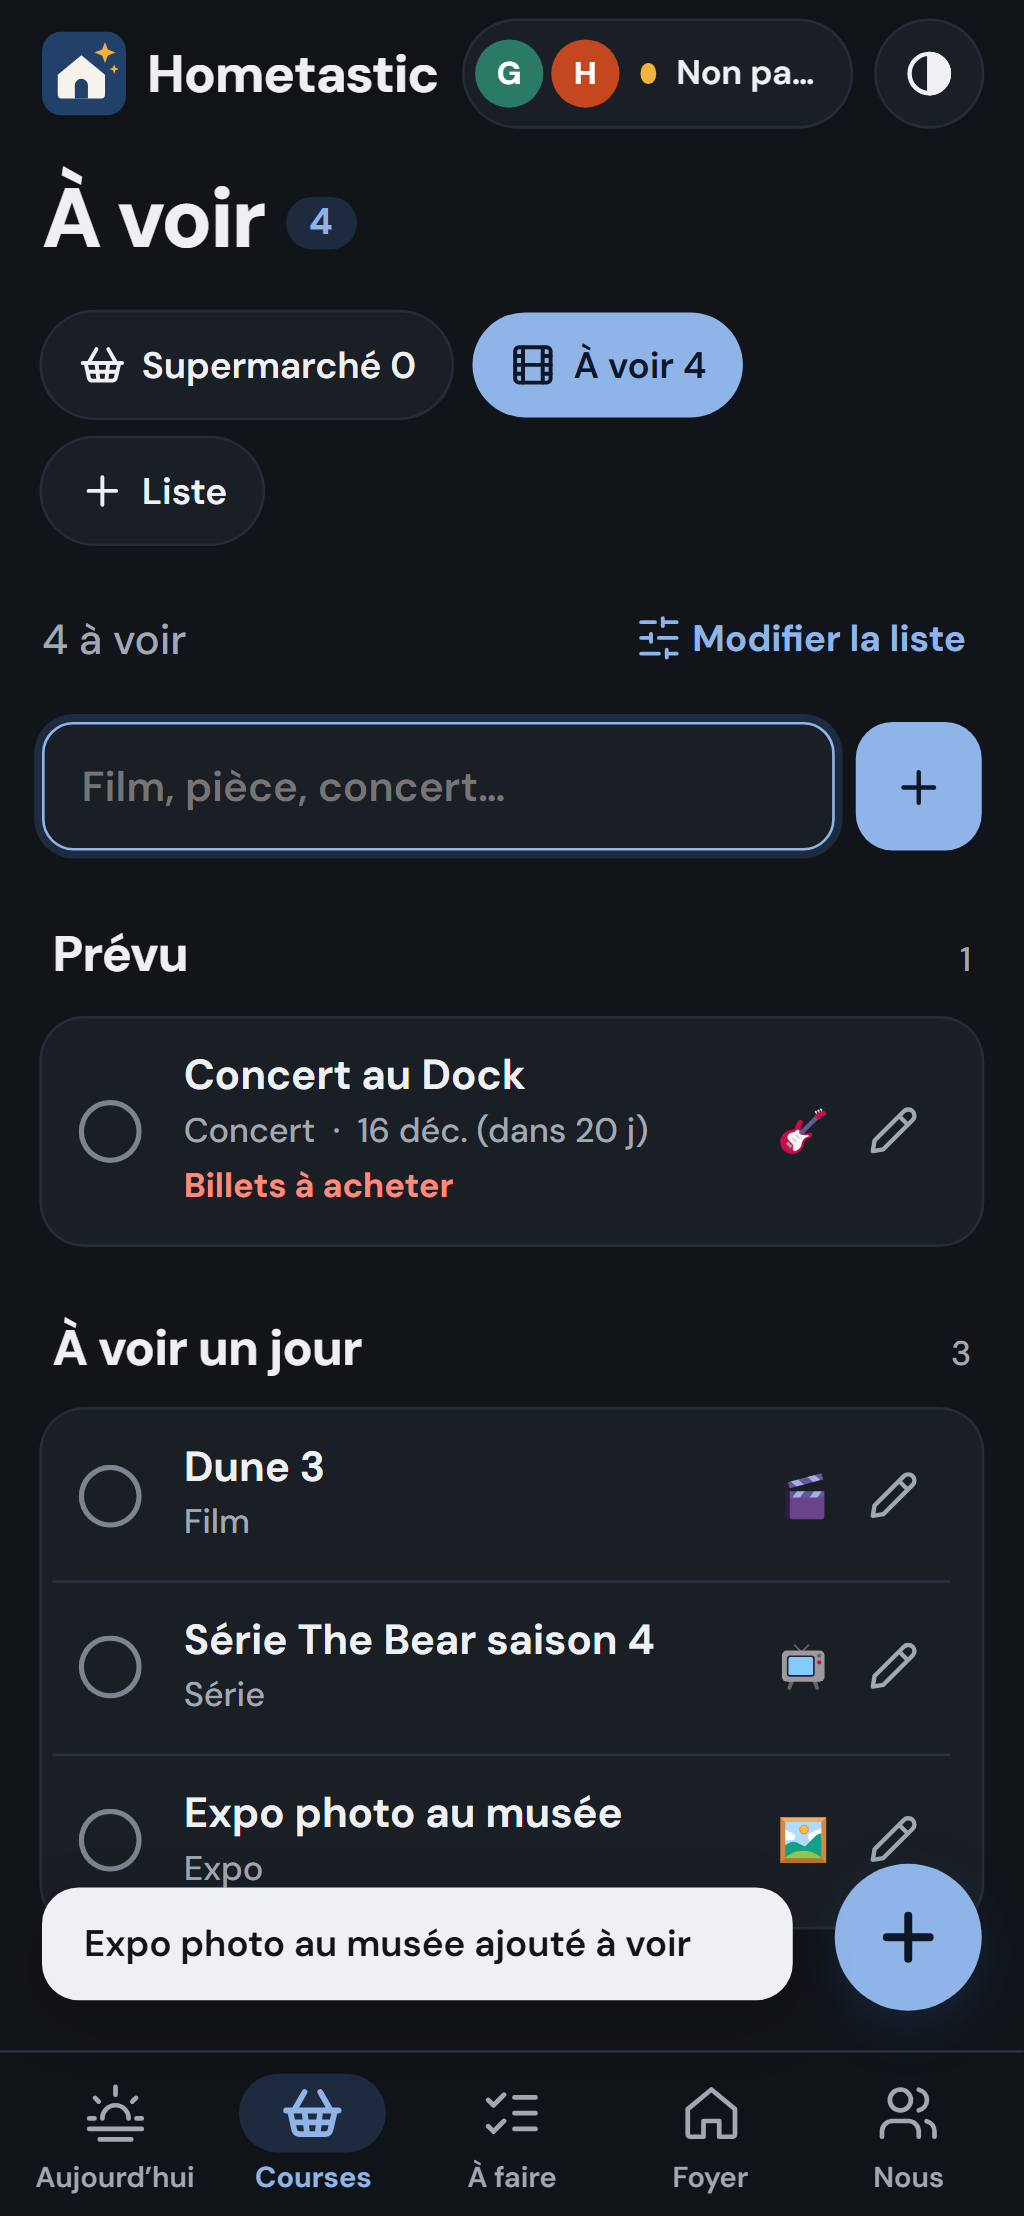 Hometastic
G
H
Non pa...
À voir 4
Supermarché 0
À voir 4
Liste
4 à voir
Modifier la liste
Film, pièce, concert...
Prévu
1
Concert au Dock
Concert · 16 déc. (dans 20 j)
Billets à acheter
À voir un jour
3
Dune 3
Film
Série The Bear saison 4
Série
Expo photo au musée
Expo
Expo photo au musée ajouté à voir
Aujourd’hui
Courses
À faire
Foyer
Nous